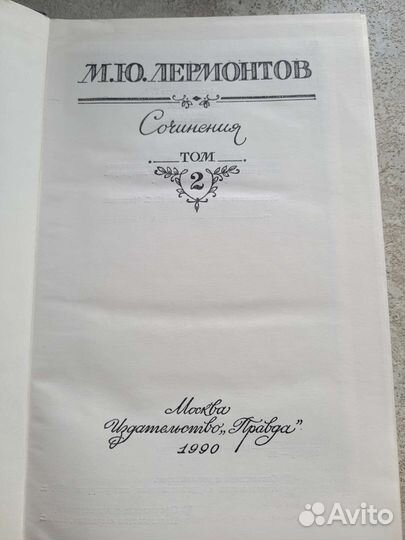 М.Ю.ЛЕРМОНТОВ
Сочинения
ТОМ
2
Москва
Издательство „Правда”
1990
Avito